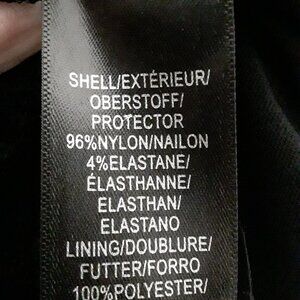 SHELL/EXTÉRIEUR/
OBERSTOFF/
PROTECTOR
96%NYLON/NAILON
4%ELASTANE/
ÉLASTHANNE/
ELASTHAN/
ELASTANO
LINING/DOUBLURE/
FUTTER/FORRO
100%POLYESTER/